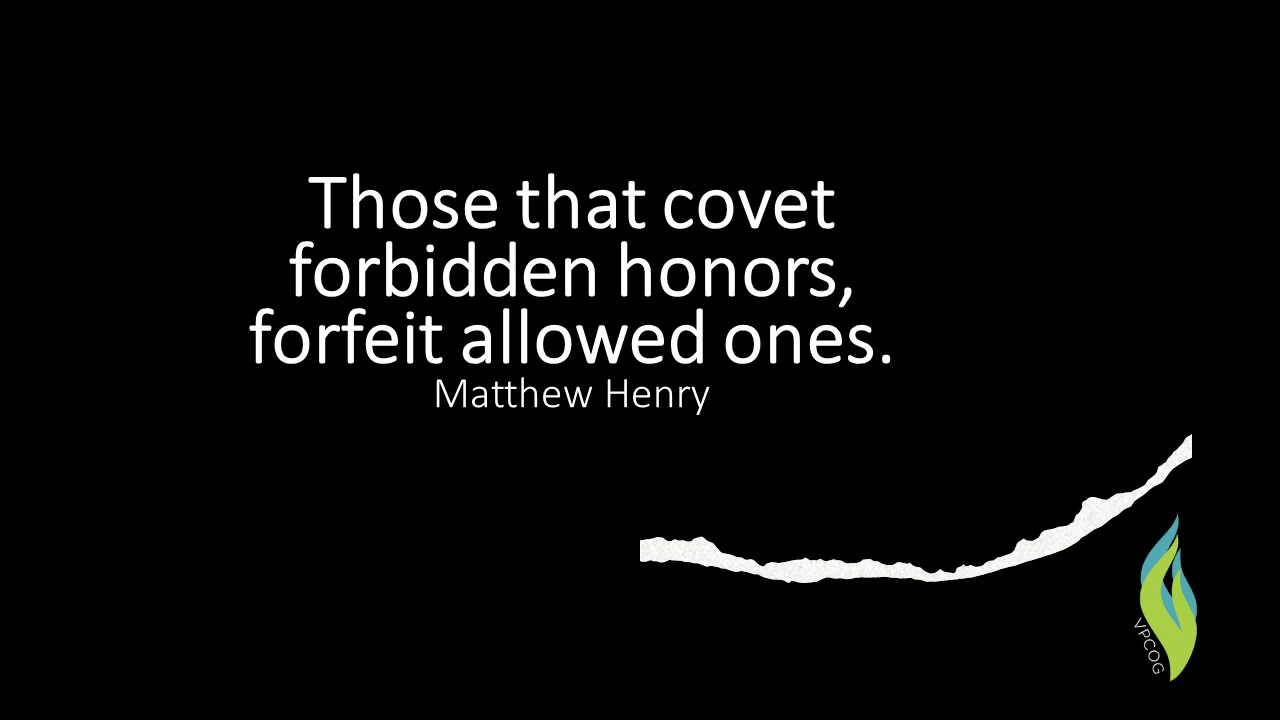 Those that covet
forbidden honors,
forfeit allowed ones.
Matthew Henry
VPCOG